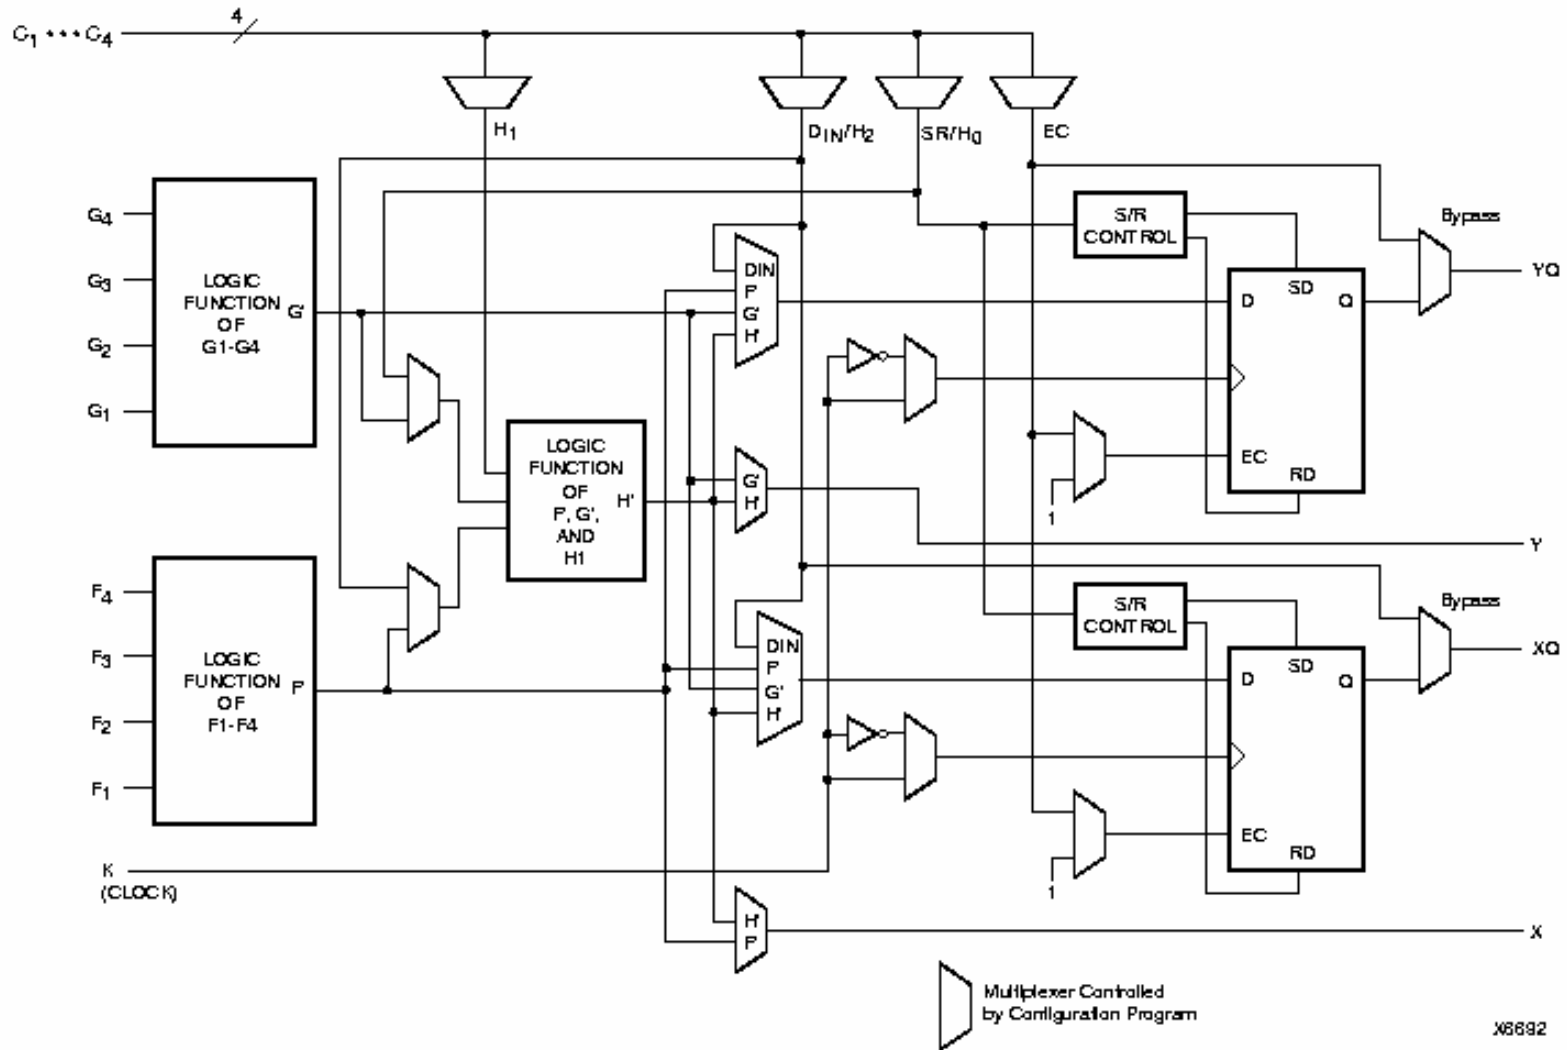 C1 • • • C4
4
H1
DIN/H2
SR/H0
EC
G4
G3
G2
G1
LOGIC
FUNCTION
OF
G1-G4
G'
S/R
CONTROL
Bypass
YQ
DIN
F'
G'
H'
D
SD
Q
EC
RD
1
LOGIC
FUNCTION
OF
F', G',
AND
H1
H'
G'
H'
Y
F4
F3
F2
F1
LOGIC
FUNCTION
OF
F1-F4
F'
S/R
CONTROL
Bypass
XQ
DIN
F'
G'
H'
D
SD
Q
EC
RD
1
K
(CLOCK)
H'
F'
X
Multiplexer Controlled
by Configuration Program
X6692